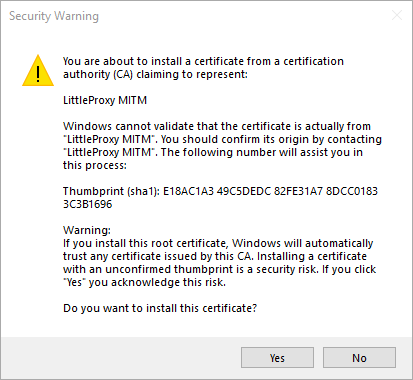 Security Warning
You are about to install a certificate from a certification
authority (CA) claiming to represent:
LittleProxy MITM
Windows cannot validate that the certificate is actually from
"LittleProxy MITM". You should confirm its origin by contacting
"LittleProxy MITM". The following number will assist you in
this process:
Thumbprint (sha1): E18AC1A3 49C5DEDC 82FE31A7 8DCC0183
3C3B1696
Warning:
If you install this root certificate, Windows will automatically
trust any certificate issued by this CA. Installing a certificate
with an unconfirmed thumbprint is a security risk. If you click
"Yes" you acknowledge this risk.
Do you want to install this certificate?
Yes
No